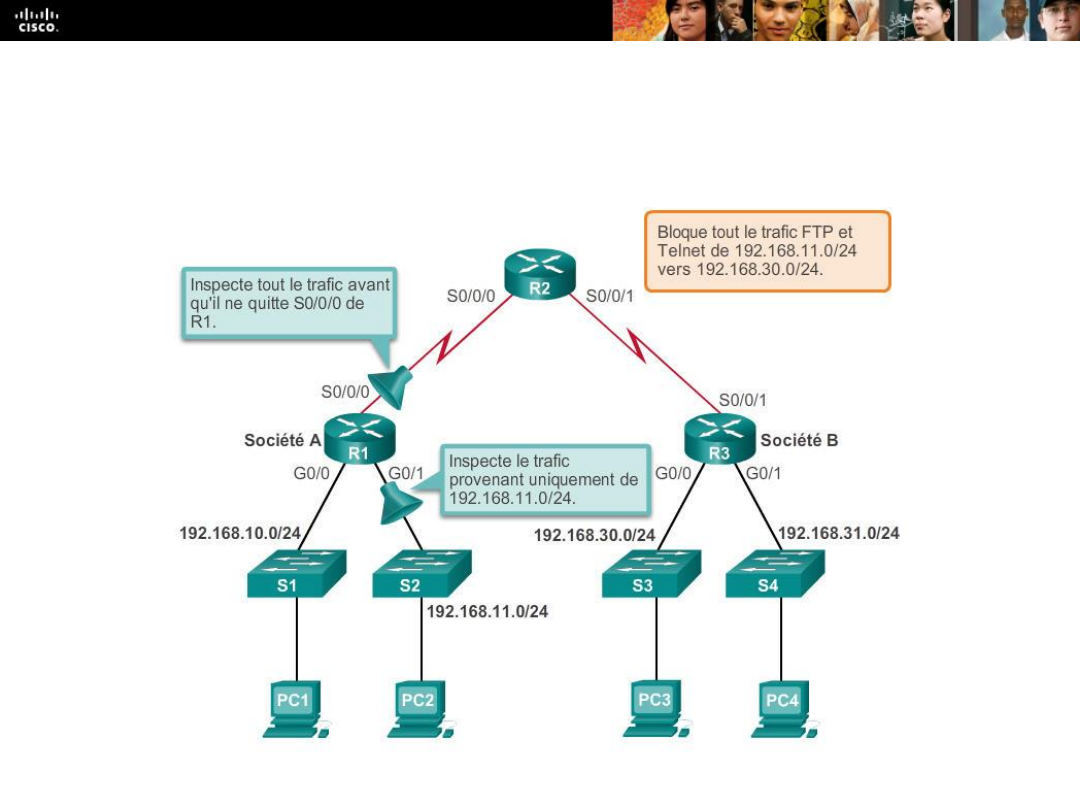 CISCO.
Bloque tout le trafic FTP et
Telnet de 192.168.11.0/24
vers 192.168.30.0/24.
Inspecte tout le trafic avant
qu'il ne quitte S0/0/0 de
R1.
R2
S0/0/0
S0/0/1
S0/0/0
S0/0/1
Société A
R1
R3
Société B
G0/0
G0/1
Inspecte le trafic
provenant uniquement de
192.168.11.0/24.
G0/0
G0/1
192.168.10.0/24
192.168.30.0/24
192.168.31.0/24
S1
S2
S3
S4
192.168.11.0/24
PC1
PC2
PC3
PC4